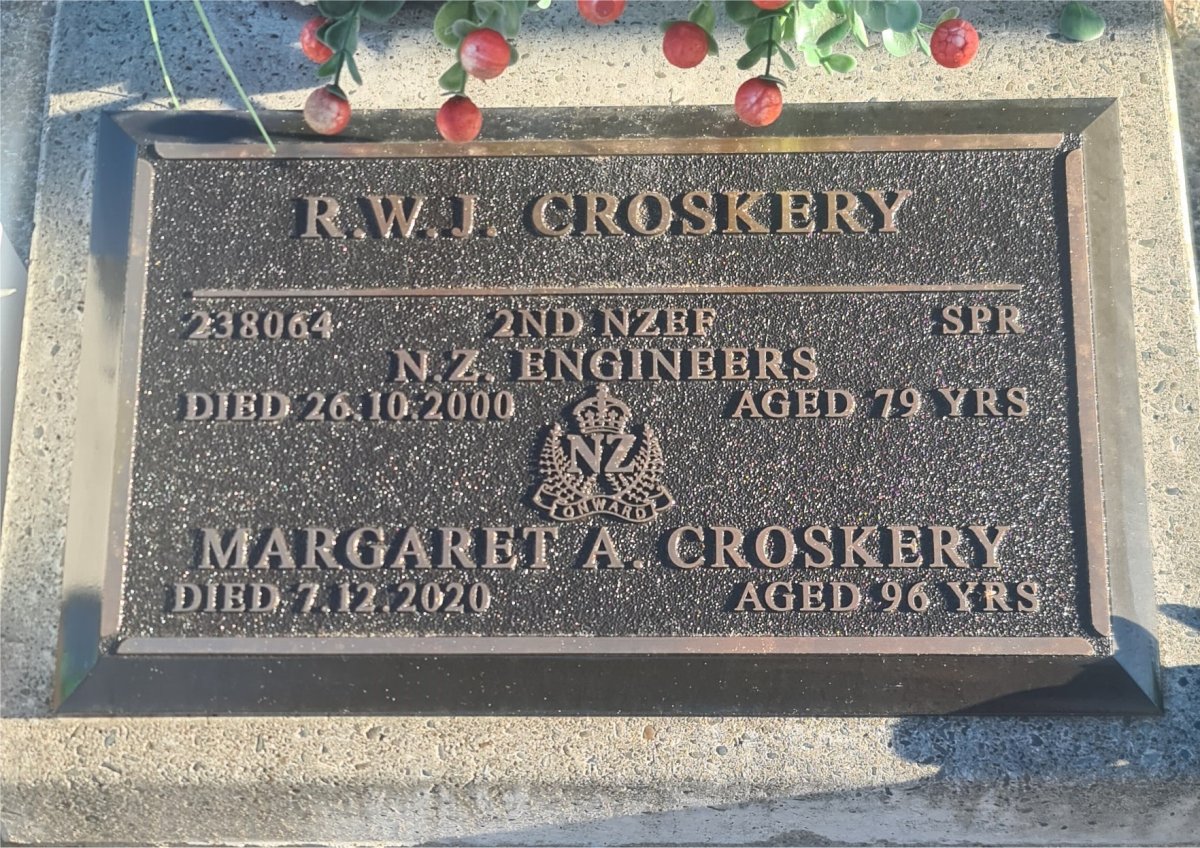 R.W.J. CROSKERY
238064 2ND NZEF SPR
N.Z. ENGINEERS
DIED 26.10.2000 AGED 79 YRS
NZ
ONWARD
MARGARET A. CROSKERY
DIED 7.12.2020 AGED 96 YRS